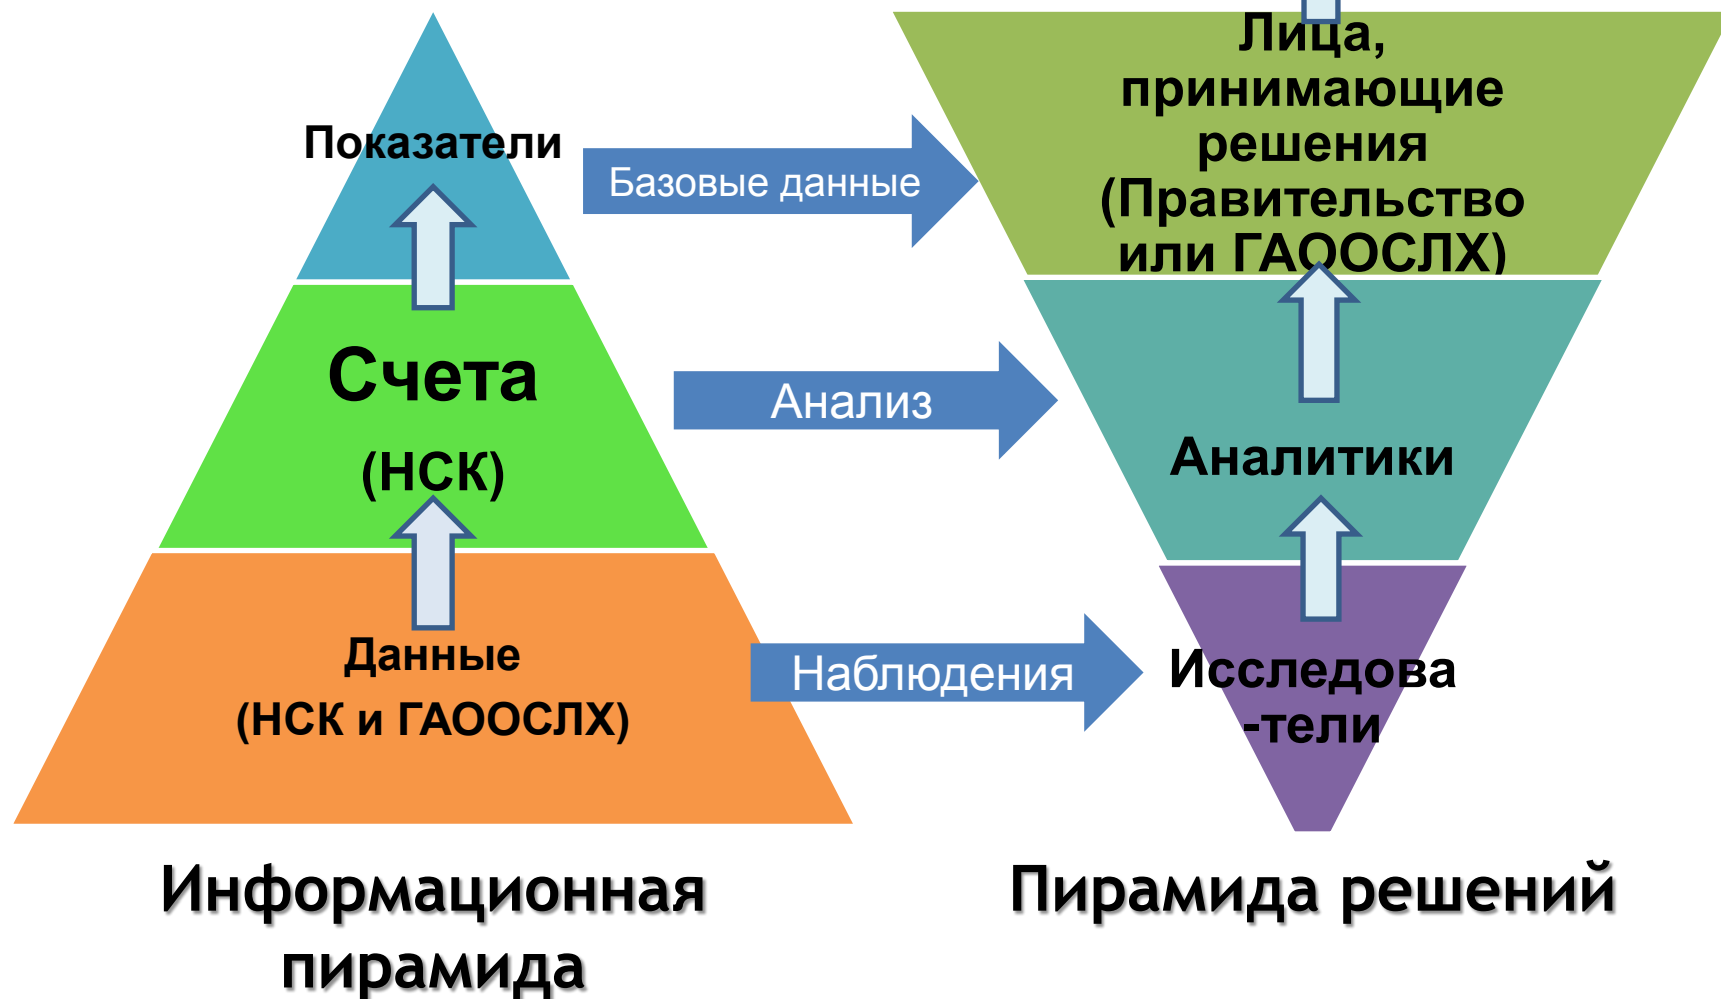 Показатели
Счета
(НСК)
Данные
(НСК и ГАООСЛХ)
Информационная
пирамида
Базовые данные
Анализ
Наблюдения
Лица,
принимающие
решения
(Правительство
или ГАООСЛХ)
Аналитики
Исследова
-тели
Пирамида решений